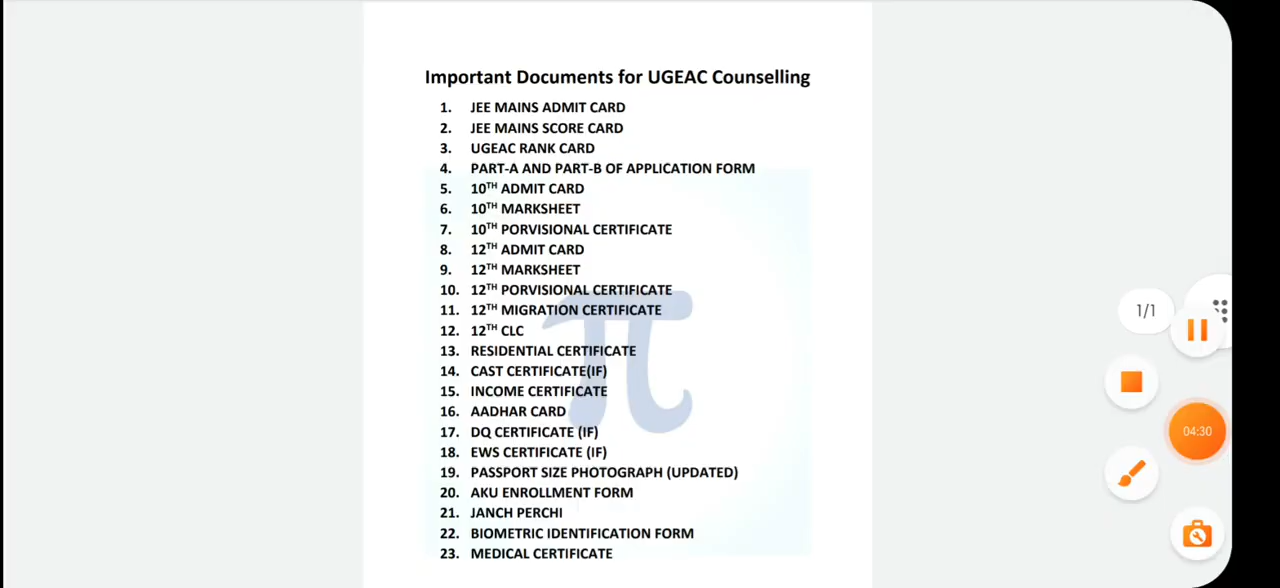 Important Documents for UGEAC Counselling
1. JEE MAINS ADMIT CARD
2. JEE MAINS SCORE CARD
3. UGEAC RANK CARD
4. PART-A AND PART-B OF APPLICATION FORM
5. 10TH ADMIT CARD
6. 10TH MARKSHEET
7. 10TH PORVISIONAL CERTIFICATE
8. 12TH ADMIT CARD
9. 12TH MARKSHEET
10. 12TH PORVISIONAL CERTIFICATE
11. 12TH MIGRATION CERTIFICATE
12. 12TH CLC
13. RESIDENTIAL CERTIFICATE
14. CAST CERTIFICATE(IF)
15. INCOME CERTIFICATE
16. AADHAR CARD
17. DQ CERTIFICATE (IF)
18. EWS CERTIFICATE (IF)
19. PASSPORT SIZE PHOTOGRAPH (UPDATED)
20. AKU ENROLLMENT FORM
21. JANCH PERCHI
22. BIOMETRIC IDENTIFICATION FORM
23. MEDICAL CERTIFICATE
π
1/1
04:30